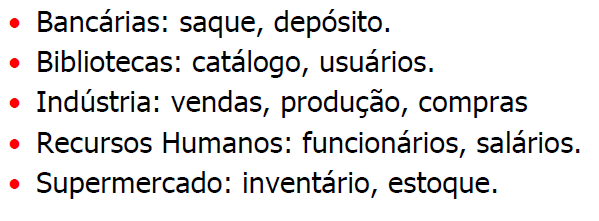 • Bancárias: saque, depósito.
• Bibliotecas: catálogo, usuários.
• Indústria: vendas, produção, compras
• Recursos Humanos: funcionários, salários.
• Supermercado: inventário, estoque.